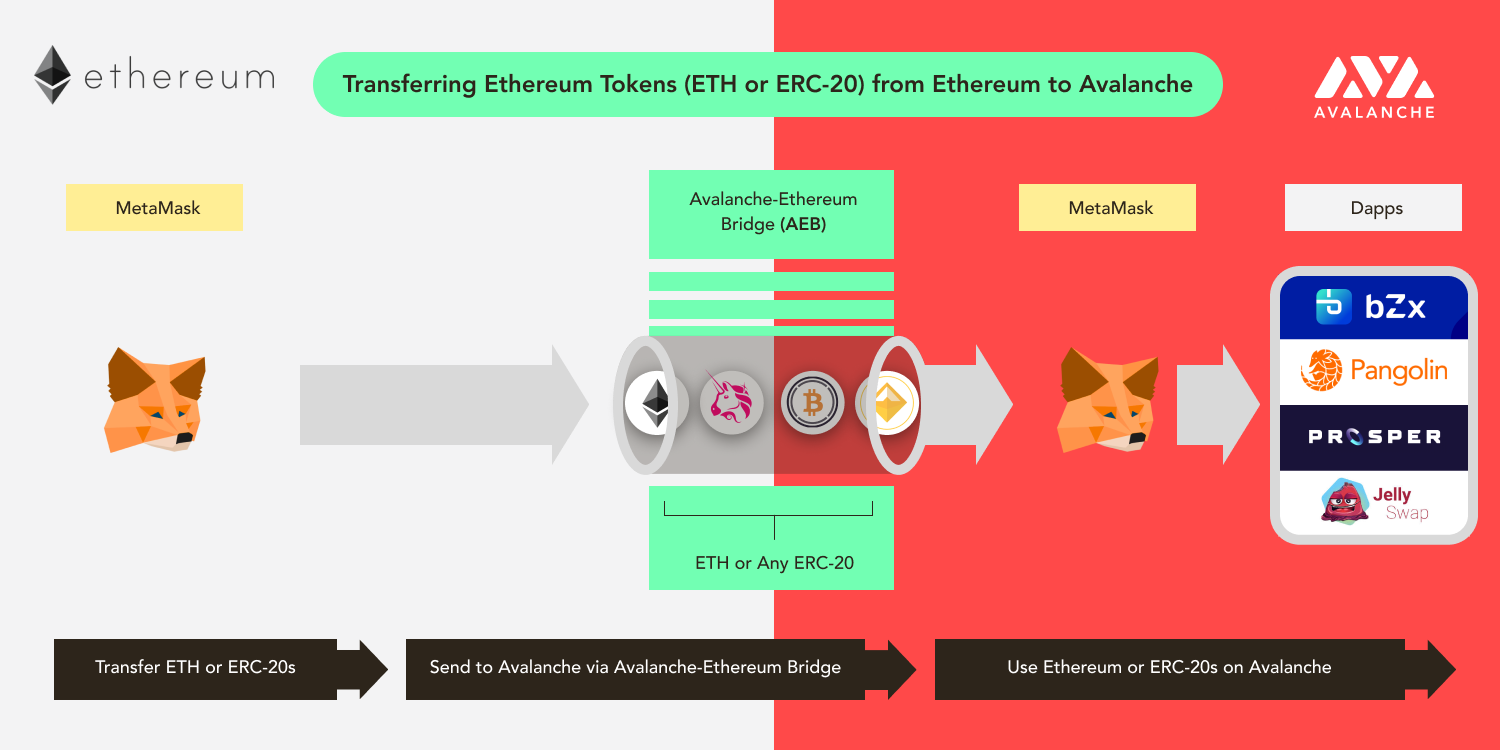 ethereum
Transferring Ethereum Tokens (ETH or ERC-20) from Ethereum to Avalanche
AVALANCHE
MetaMask
Avalanche-Ethereum
Bridge (AEB)
MetaMask
Dapps
bZx
Pangolin
PROSPER
Jelly
Swap
ETH or Any ERC-20
Transfer ETH or ERC-20s
Send to Avalanche via Avalanche-Ethereum Bridge
Use Ethereum or ERC-20s on Avalanche